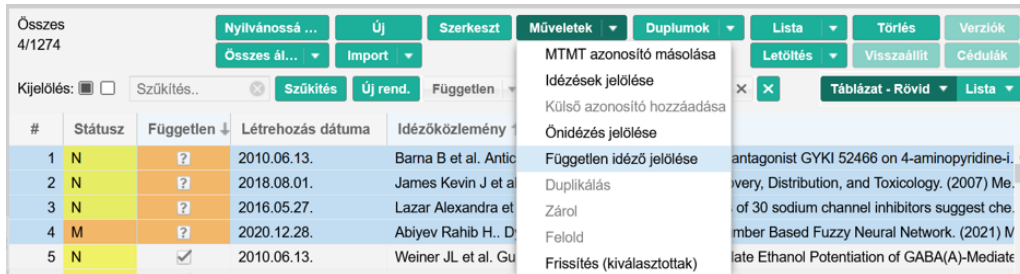 Összes
4/1274
Nyilvánossá ... Új Szerkeszt Műveletek Duplumok Lista Törlés Verziók
Összes ál... Import Letöltés Visszaállít Cédulák
Kijelölés: Szűkítés.. Szűkítés Új rend. Független Táblázat - Rövid Lista
MTMT azonosító másolása
Idézések jelölése
Külső azonosító hozzáadása
Önidézés jelölése
Független idéző jelölése
Duplikálás
Zárol
Felold
Frissítés (kiválasztottak)
# Státusz Független Létrehozás dátuma Idézőközlemény
1 N ? 2010.06.13. Barna B et al. Antic antagonist GYKI 52466 on 4-aminopyridine-i.
2 N ? 2018.08.01. James Kevin J et al overy, Distribution, and Toxicology. (2007) Me.
3 N ? 2016.05.27. Lazar Alexandra et of 30 sodium channel inhibitors suggest che.
4 M ? 2020.12.28. Abiyev Rahib H.. D mber Based Fuzzy Neural Network. (2021) M
5 N 2010.06.13. Weiner JL et al. Gu late Ethanol Potentiation of GABA(A)-Mediate